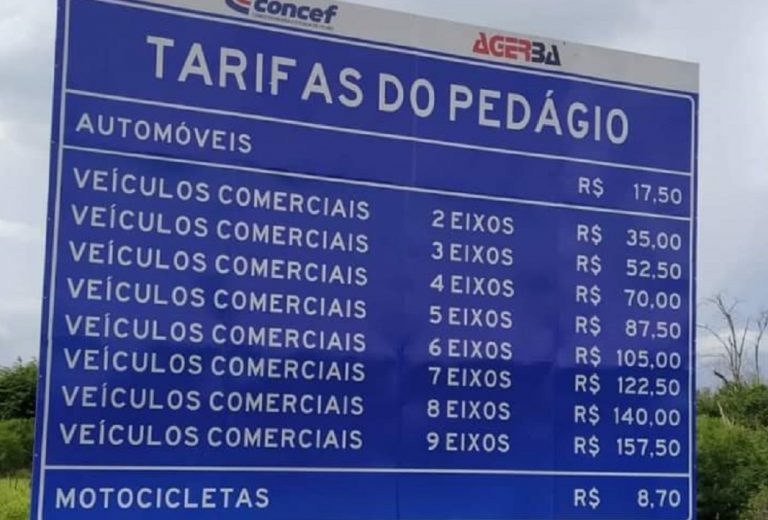 concef
AGERBA
TARIFAS DO PEDÁGIO
AUTOMÓVEIS R$ 17,50
VEÍCULOS COMERCIAIS 2 EIXOS R$ 35,00
VEÍCULOS COMERCIAIS 3 EIXOS R$ 52,50
VEÍCULOS COMERCIAIS 4 EIXOS R$ 70,00
VEÍCULOS COMERCIAIS 5 EIXOS R$ 87,50
VEÍCULOS COMERCIAIS 6 EIXOS R$ 105,00
VEÍCULOS COMERCIAIS 7 EIXOS R$ 122,50
VEÍCULOS COMERCIAIS 8 EIXOS R$ 140,00
VEÍCULOS COMERCIAIS 9 EIXOS R$ 157,50
MOTOCICLETAS R$ 8,70